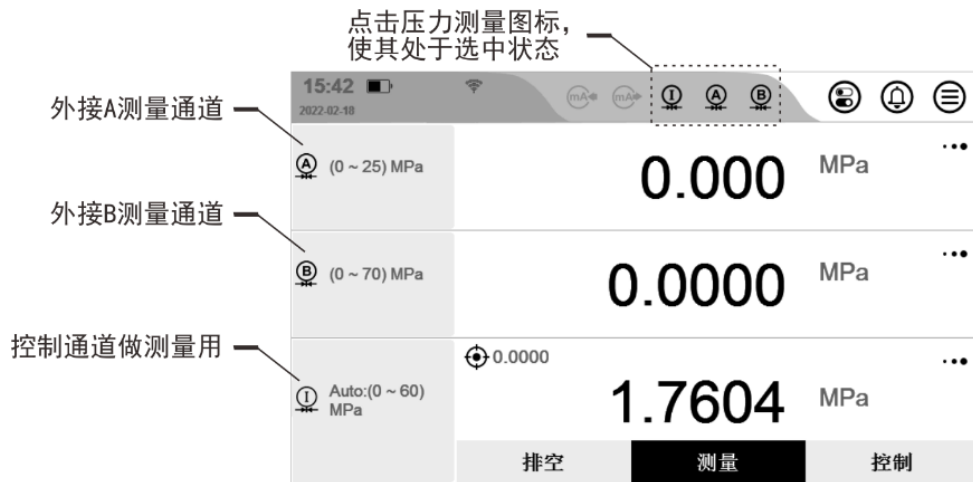 点击压力测量图标，
使其处于选中状态
15:42
2022-02-18
mA
mA
I
A
B
外接A测量通道
A
(0 ~ 25) MPa
0.000
MPa
外接B测量通道
B
(0 ~ 70) MPa
0.0000
MPa
控制通道做测量用
I
Auto:(0 ~ 60)
MPa
0.0000
1.7604
MPa
排空
测量
控制